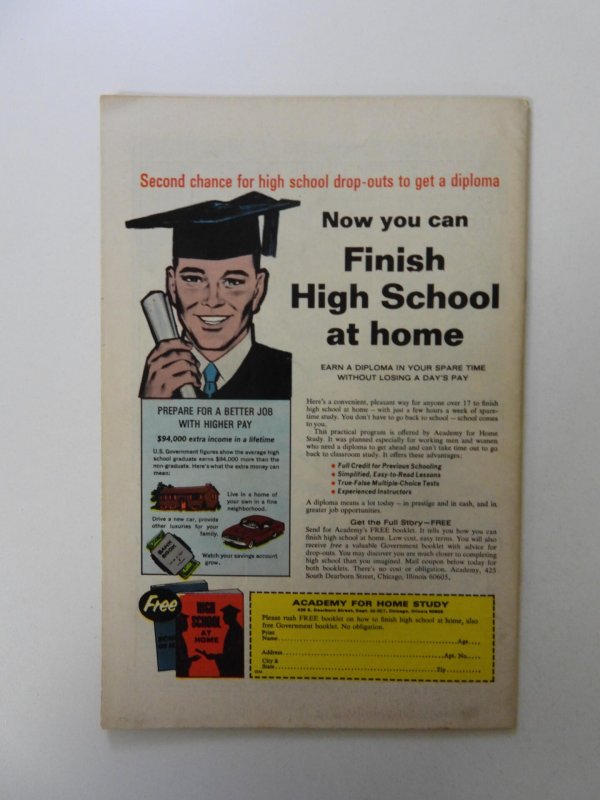 Second chance for high school drop-outs to get a diploma
Now you can
Finish
High School
at home
EARN A DIPLOMA IN YOUR SPARE TIME
WITHOUT LOSING A DAY'S PAY
PREPARE FOR A BETTER JOB
WITH HIGHER PAY
$94,000 extra income in a lifetime
U.S. Government figures show the average high
school graduate earns $94,000 more than the
non-graduate. Here's what the extra money can
mean:
Live in a home of
your own in a fine
neighborhood.
Drive a new car, provide
other luxuries for your
family.
BANK
BOOK
Watch your savings account
grow.
Here's a convenient, pleasant way for anyone over 17 to finish
high school at home — with just a few hours a week of spare-
time study. You don't have to go back to school — school comes
to you.
This practical program is offered by Academy for Home
Study. It was planned especially for working men and women
who need a diploma to get ahead and can't take time out to go
back to classroom study. It offers these advantages:
• Full Credit for Previous Schooling
• Simplified, Easy-to-Read Lessons
• True-False Multiple-Choice Tests
• Experienced Instructors
A diploma means a lot today — in prestige and in cash, and in
greater job opportunities.
Get the Full Story—FREE
Send for Academy's FREE booklet. It tells you how you can
finish high school at home. Low cost, easy terms. You will also
receive free a valuable Government booklet with advice for
drop-outs. You may discover you are much closer to completing
high school than you imagined. Mail coupon below today for
both booklets. There's no cost or obligation. Academy, 425
South Dearborn Street, Chicago, Illinois 60605.
Free
HIGH
SCHOOL
AT
HOME
ACADEMY FOR HOME STUDY
Chicago, Illinois 60605
Please rush FREE booklet on how to finish high school at home, also
free Government booklet. No obligation.
Print
Name Age
Address Apt. No.
City &
State Zip